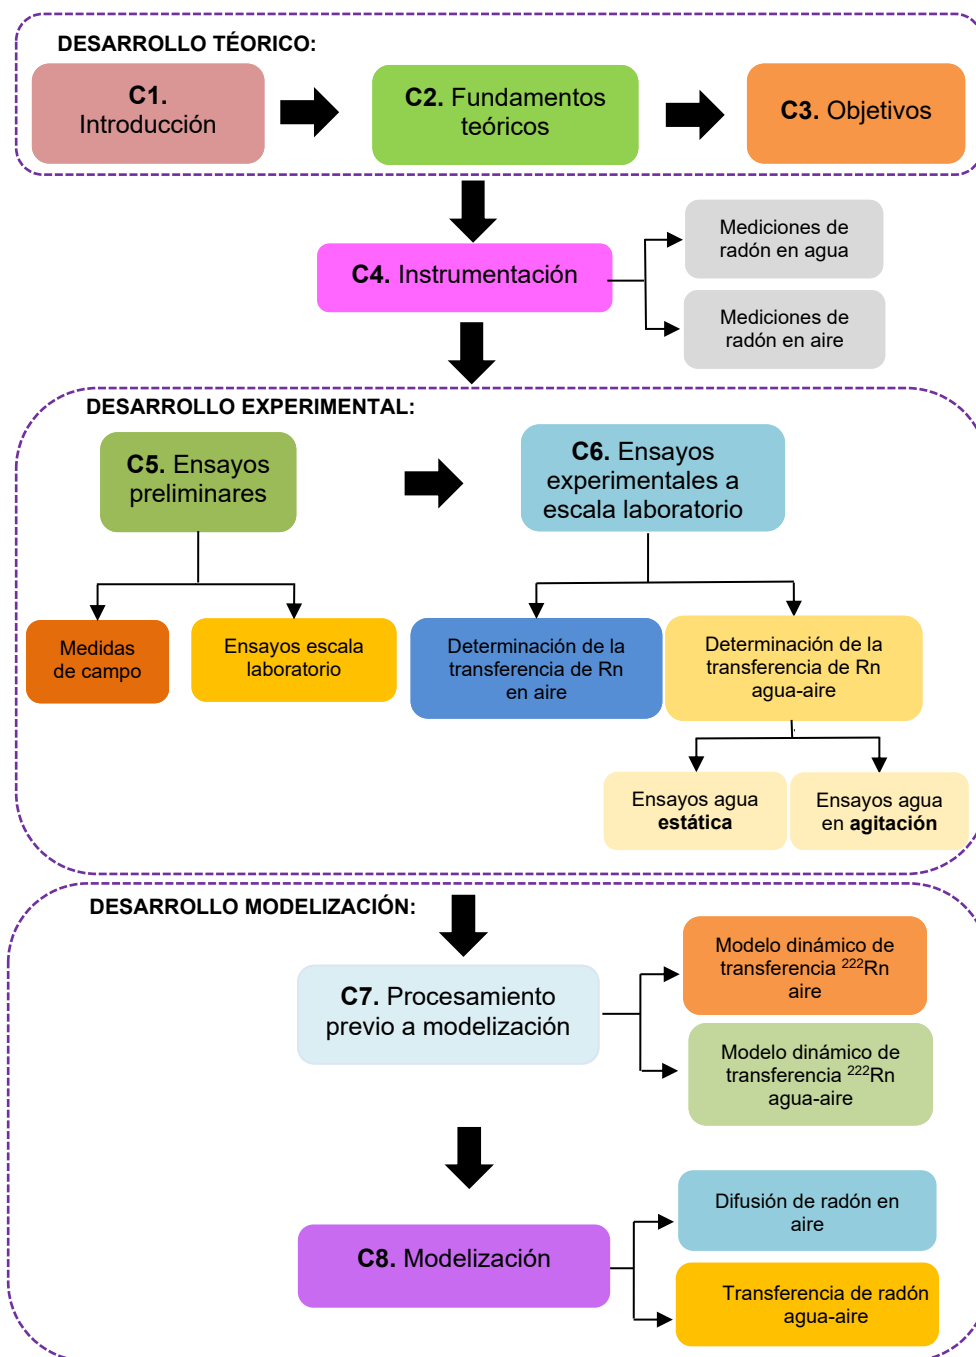 DESARROLLO TÉORICO:
C1.
Introducción
C2. Fundamentos
teóricos
C3. Objetivos
C4. Instrumentación
Mediciones de
radón en agua
Mediciones de
radón en aire
DESARROLLO EXPERIMENTAL:
C5. Ensayos
preliminares
C6. Ensayos
experimentales a
escala laboratorio
Medidas
de campo
Ensayos escala
laboratorio
Determinación de la
transferencia de Rn
en aire
Determinación de la
transferencia de Rn
agua-aire
Ensayos agua
estática
Ensayos agua
en agitación
DESARROLLO MODELIZACIÓN:
C7. Procesamiento
previo a modelización
Modelo dinámico de
transferencia ²²²Rn
aire
Modelo dinámico de
transferencia ²²²Rn
agua-aire
C8. Modelización
Difusión de radón en
aire
Transferencia de radón
agua-aire